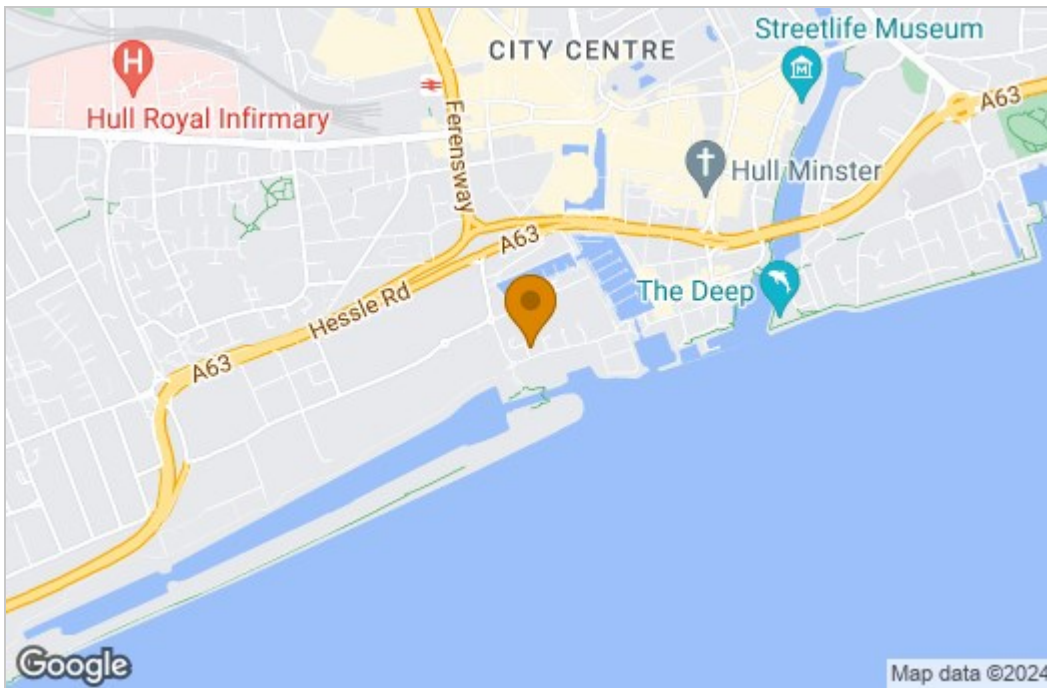 CITY CENTRE
Streetlife Museum
H
Hull Royal Infirmary
Ferensway
A63
M
Hull Minster
A63
The Deep
Hessle Rd
A63
Google
Map data ©2024